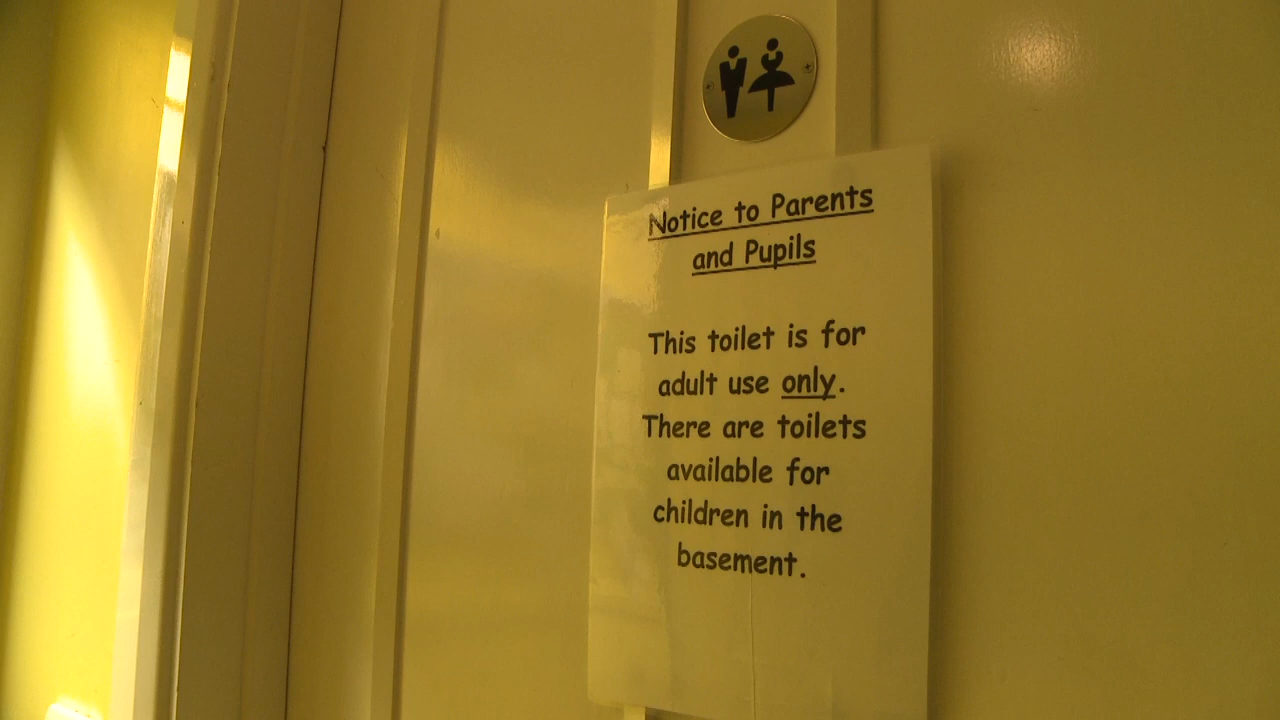 Notice to Parents
and Pupils
This toilet is for
adult use only.
There are toilets
available for
children in the
basement.